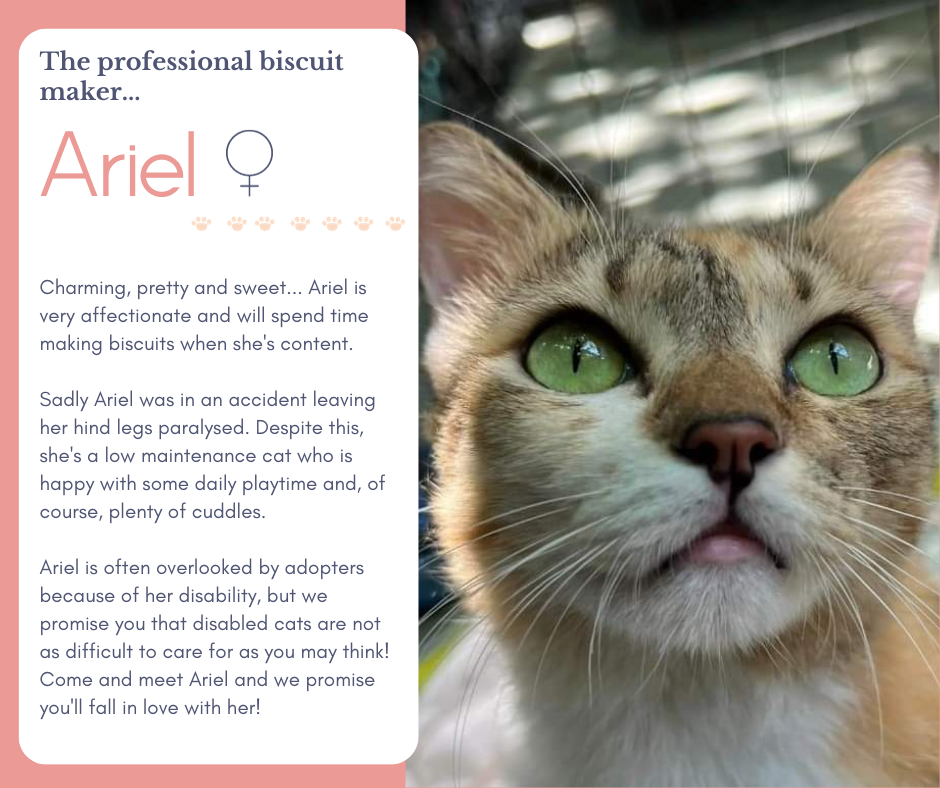 The professional biscuit
maker...
Ariel
Charming, pretty and sweet... Ariel is
very affectionate and will spend time
making biscuits when she's content.
Sadly Ariel was in an accident leaving
her hind legs paralysed. Despite this,
she's a low maintenance cat who is
happy with some daily playtime and, of
course, plenty of cuddles.
Ariel is often overlooked by adopters
because of her disability, but we
promise you that disabled cats are not
as difficult to care for as you may think!
Come and meet Ariel and we promise
you'll fall in love with her!